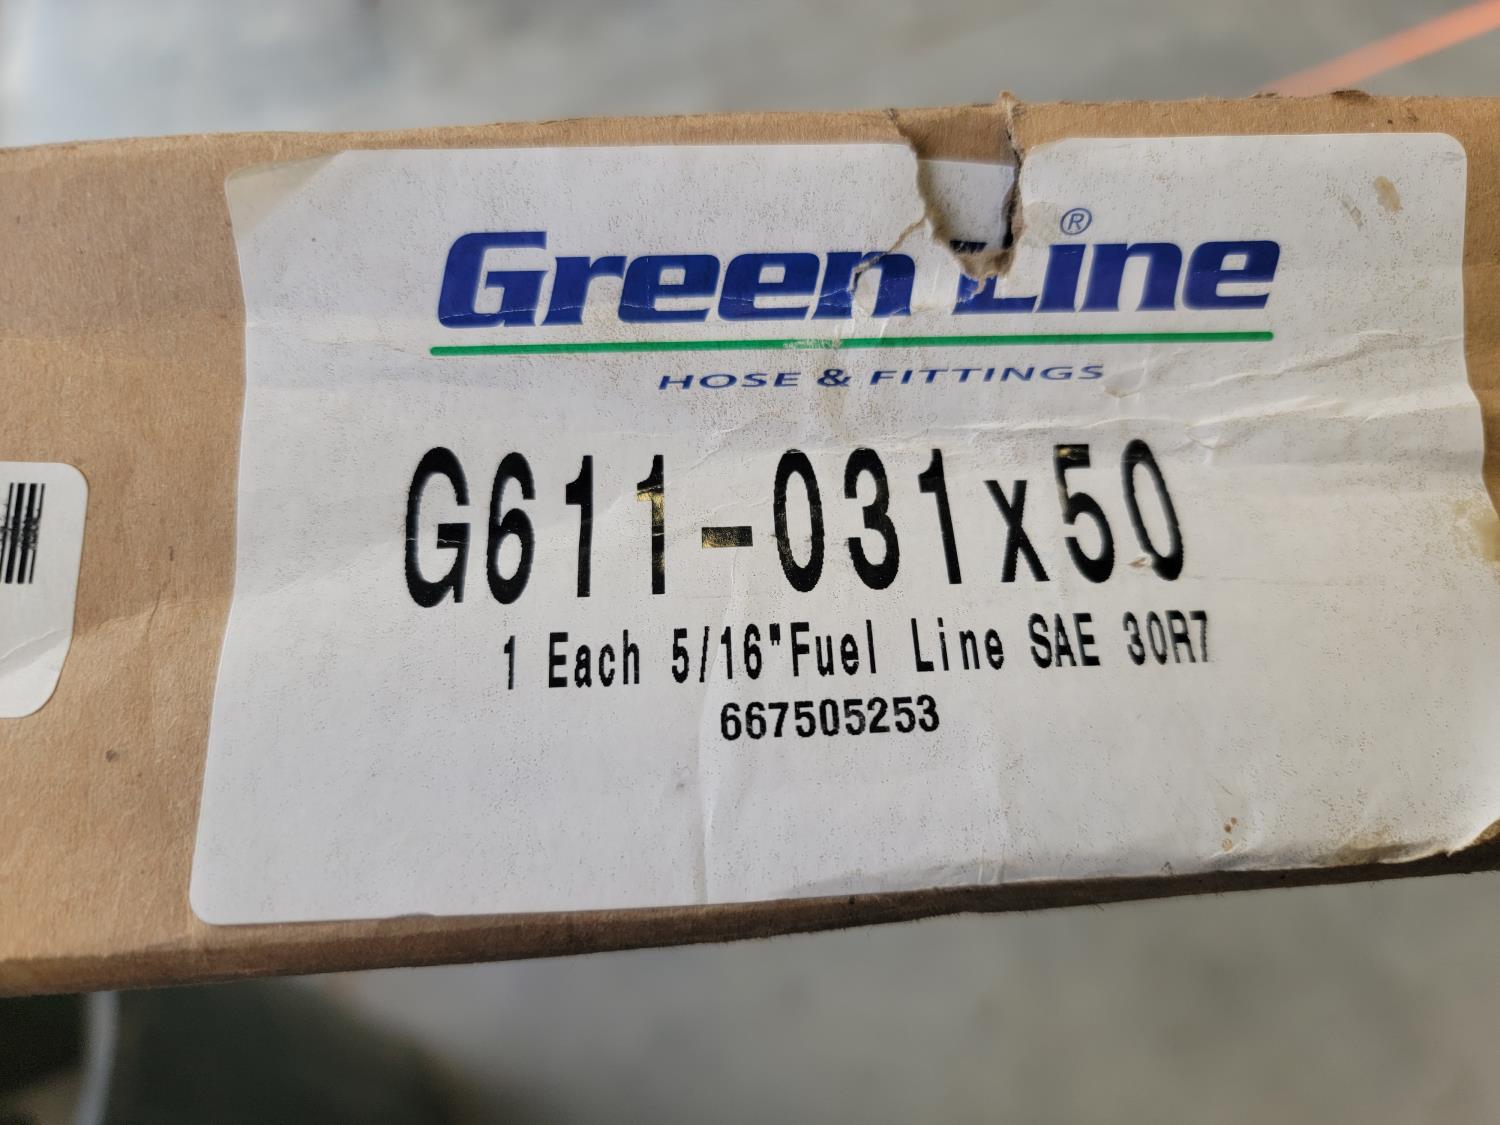 Green Line®
HOSE & FITTINGS
G611-031x50
1 Each 5/16"Fuel Line SAE 30R7
667505253